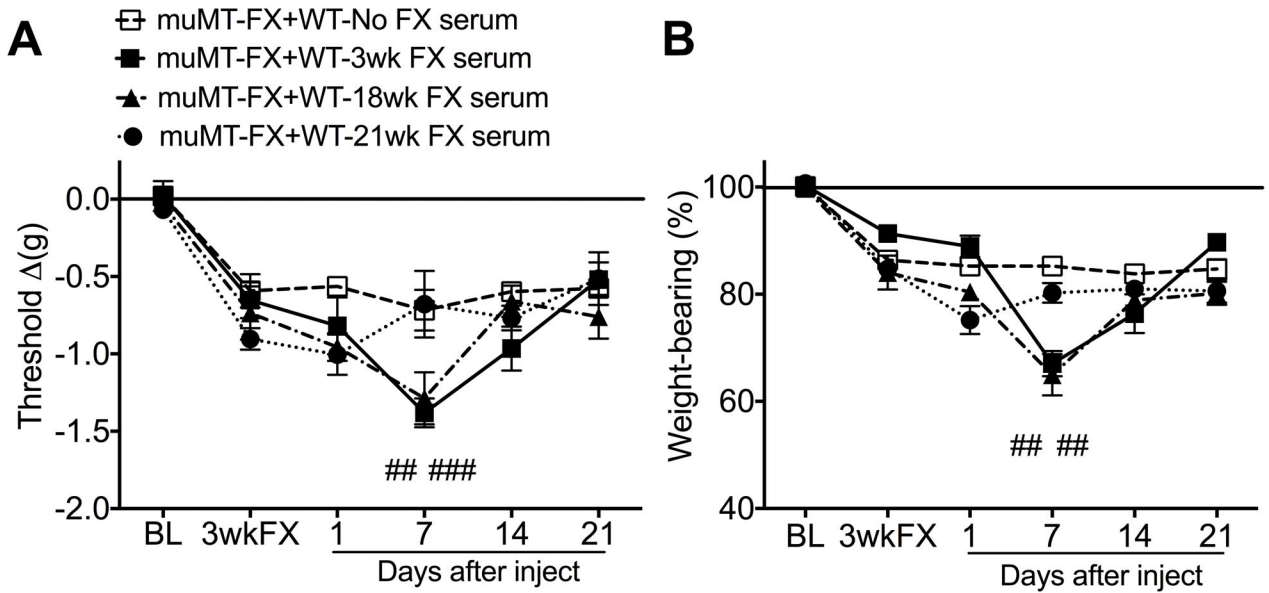 A
muMT-FX+WT-No FX serum
muMT-FX+WT-3wk FX serum
muMT-FX+WT-18wk FX serum
muMT-FX+WT-21wk FX serum
Threshold Δ(g)
0.0
-0.5
-1.0
-1.5
-2.0
## ###
BL 3wkFX 1 7 14 21
Days after inject
B
Weight-bearing (%)
100
80
60
40
## ##
BL 3wkFX 1 7 14 21
Days after inject